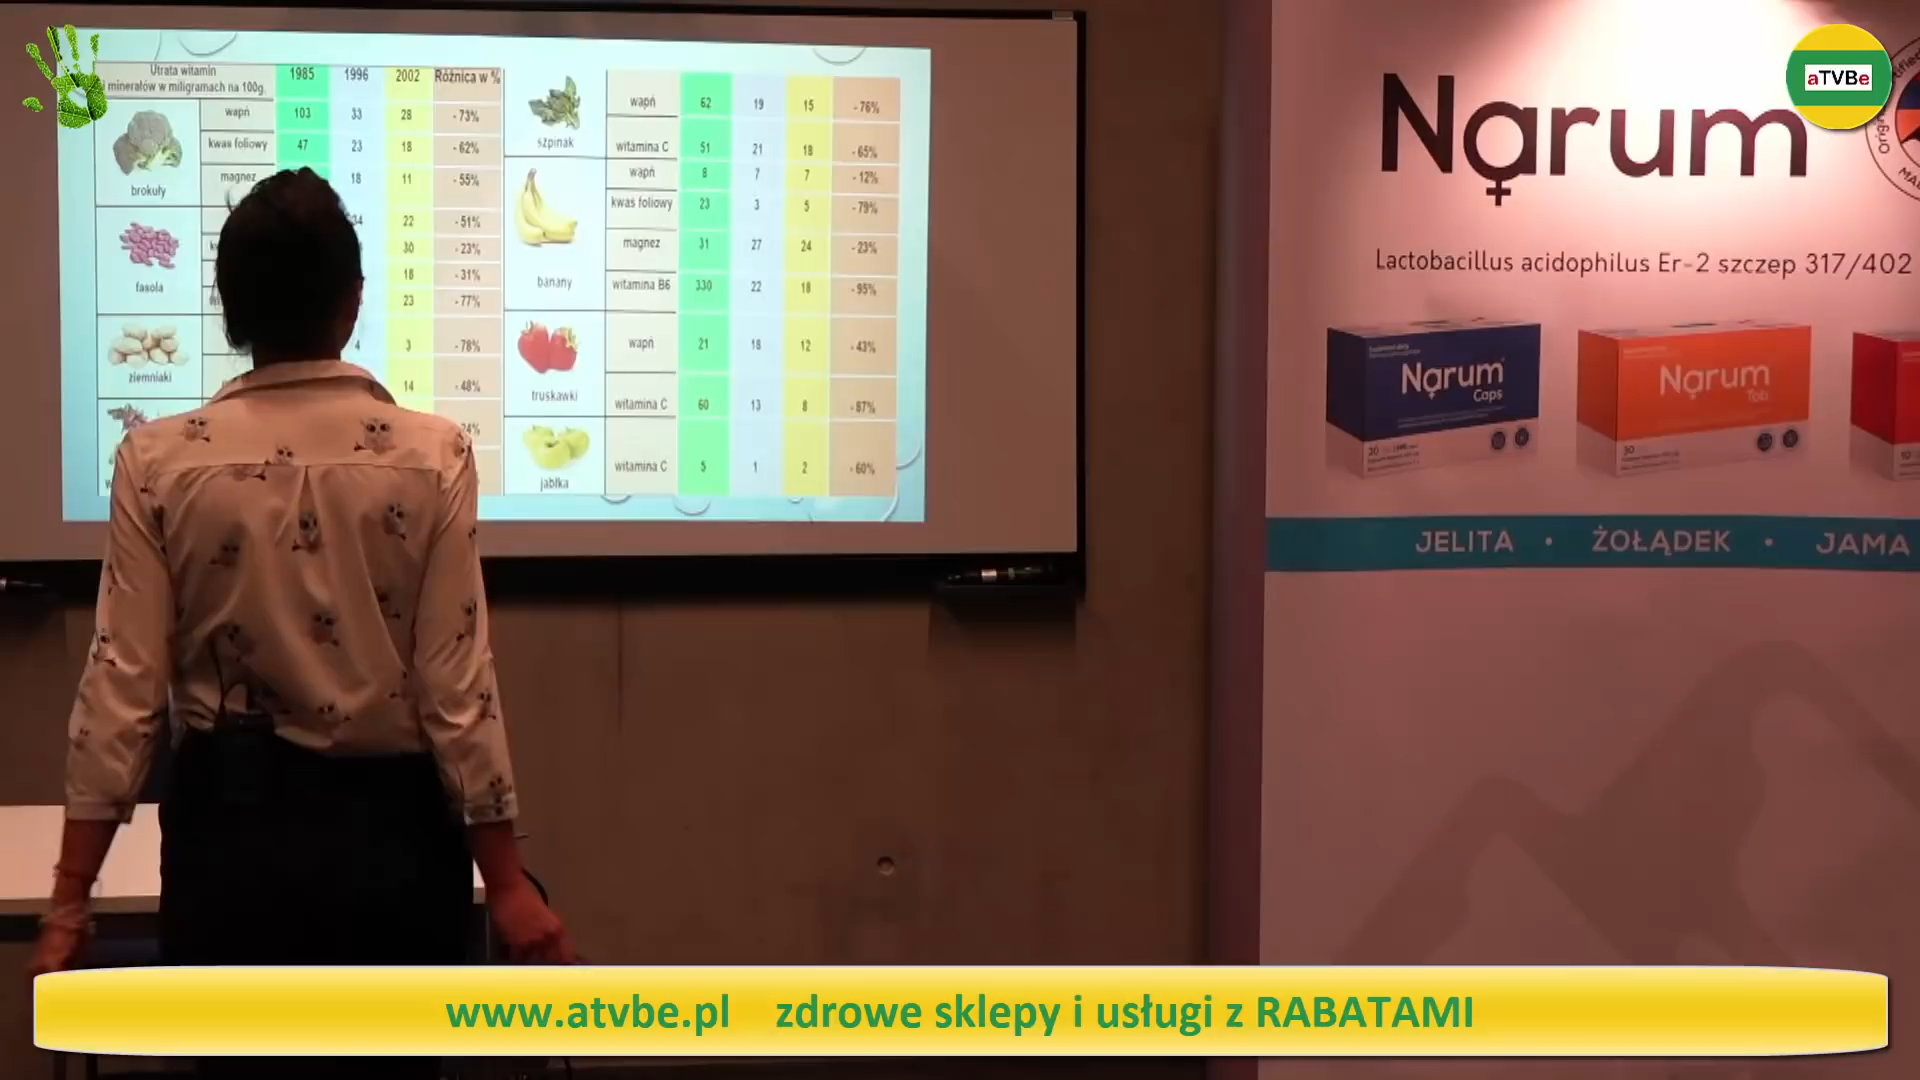 Utrata witamin 1985 1996 2002 Różnica w %
i minerałów w miligramach na 100g.
wapń 103 33 28 - 73%
kwas foliowy 47 23 18 - 62%
magnez 18 11 - 55%
brokuły
22 - 51%
30 - 23%
18 - 31%
23 - 77%
fasola
4 3 - 78%
14 - 48%
ziemniaki
wapń 62 19 15 - 76%
witamina C 51 21 18 - 65%
szpinak
wapń 8 7 7 - 12%
kwas foliowy 23 3 5 - 79%
magnez 31 27 24 - 23%
witamina B6 330 22 18 - 95%
banany
wapń 21 18 12 - 43%
witamina C 60 13 8 - 87%
truskawki
witamina C 5 1 2 - 60%
jabłka
Narum
aTVBe
Lactobacillus acidophilus Er-2 szczep 317/402
Narum
Caps
Narum
Tab
JELITA • ŻOŁĄDEK • JAMA
www.atvbe.pl zdrowe sklepy i usługi z RABATAMI